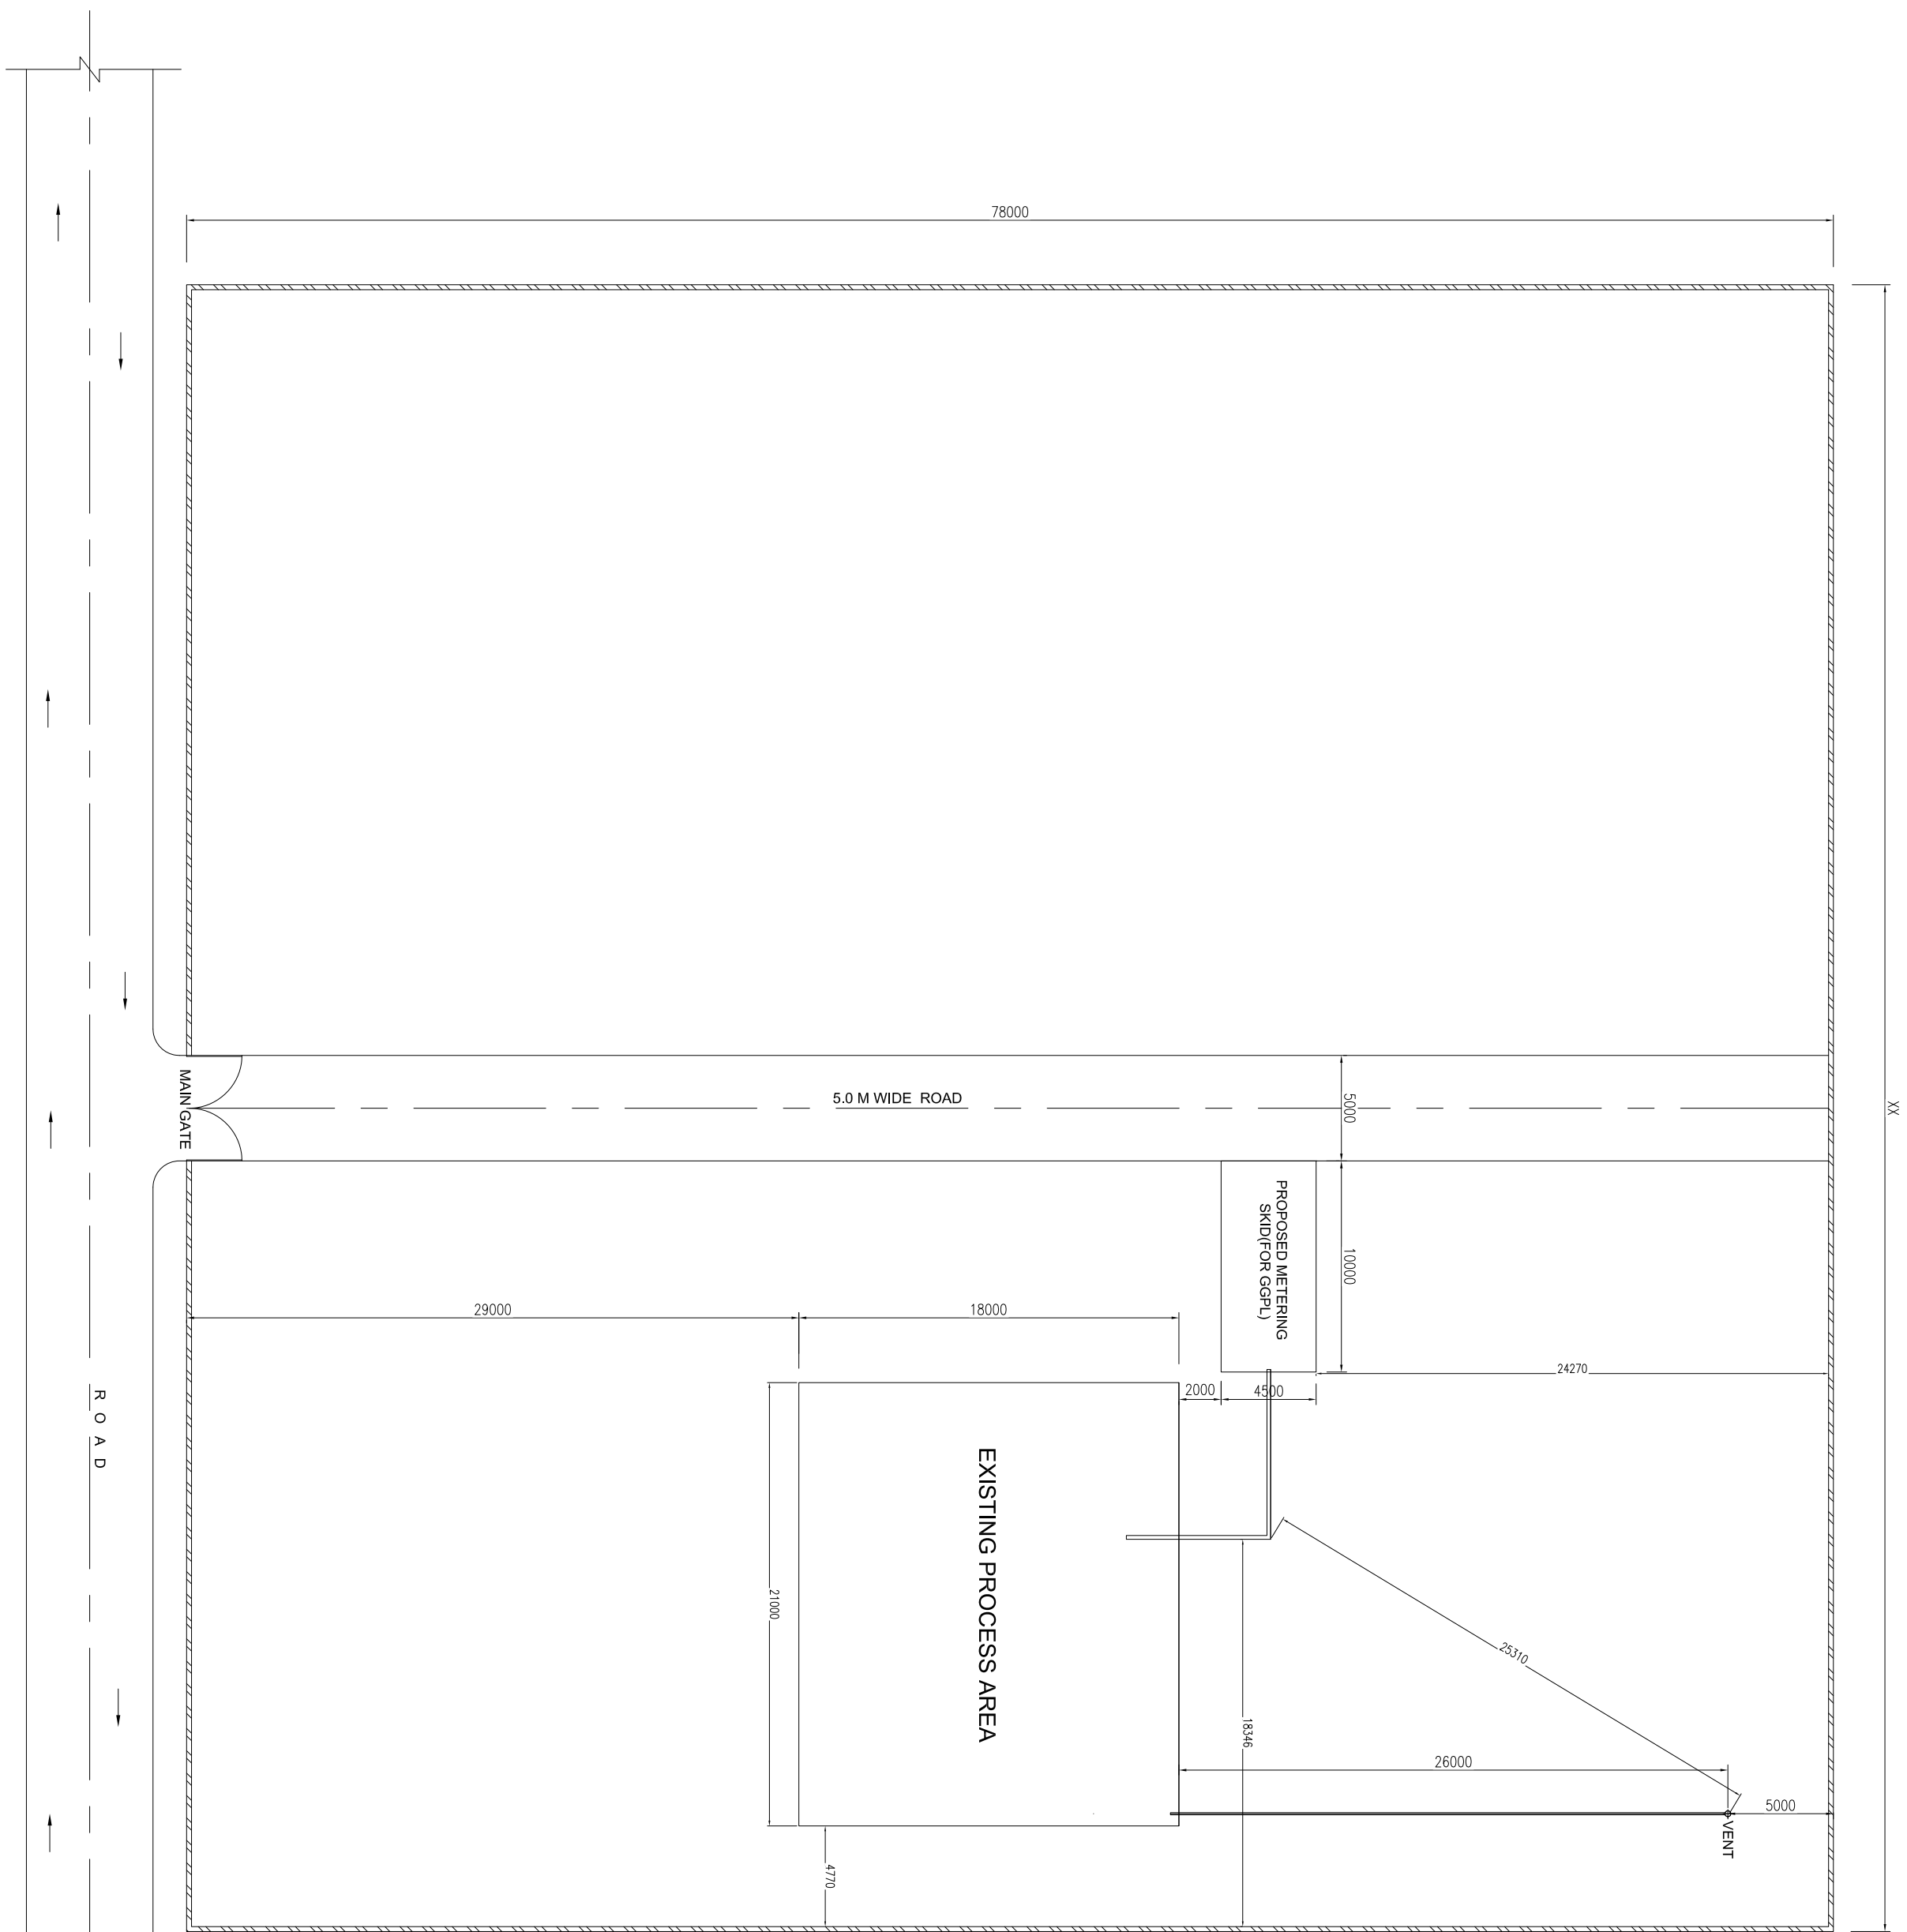 78000
XX
5.0 M WIDE ROAD
5000
MAIN GATE
PROPOSED METERING
SKID(FOR GGPL)
10000
29000
18000
24270
2000
4500
R O A D
EXISTING PROCESS AREA
21000
25310
18346
26000
5000
VENT
4770